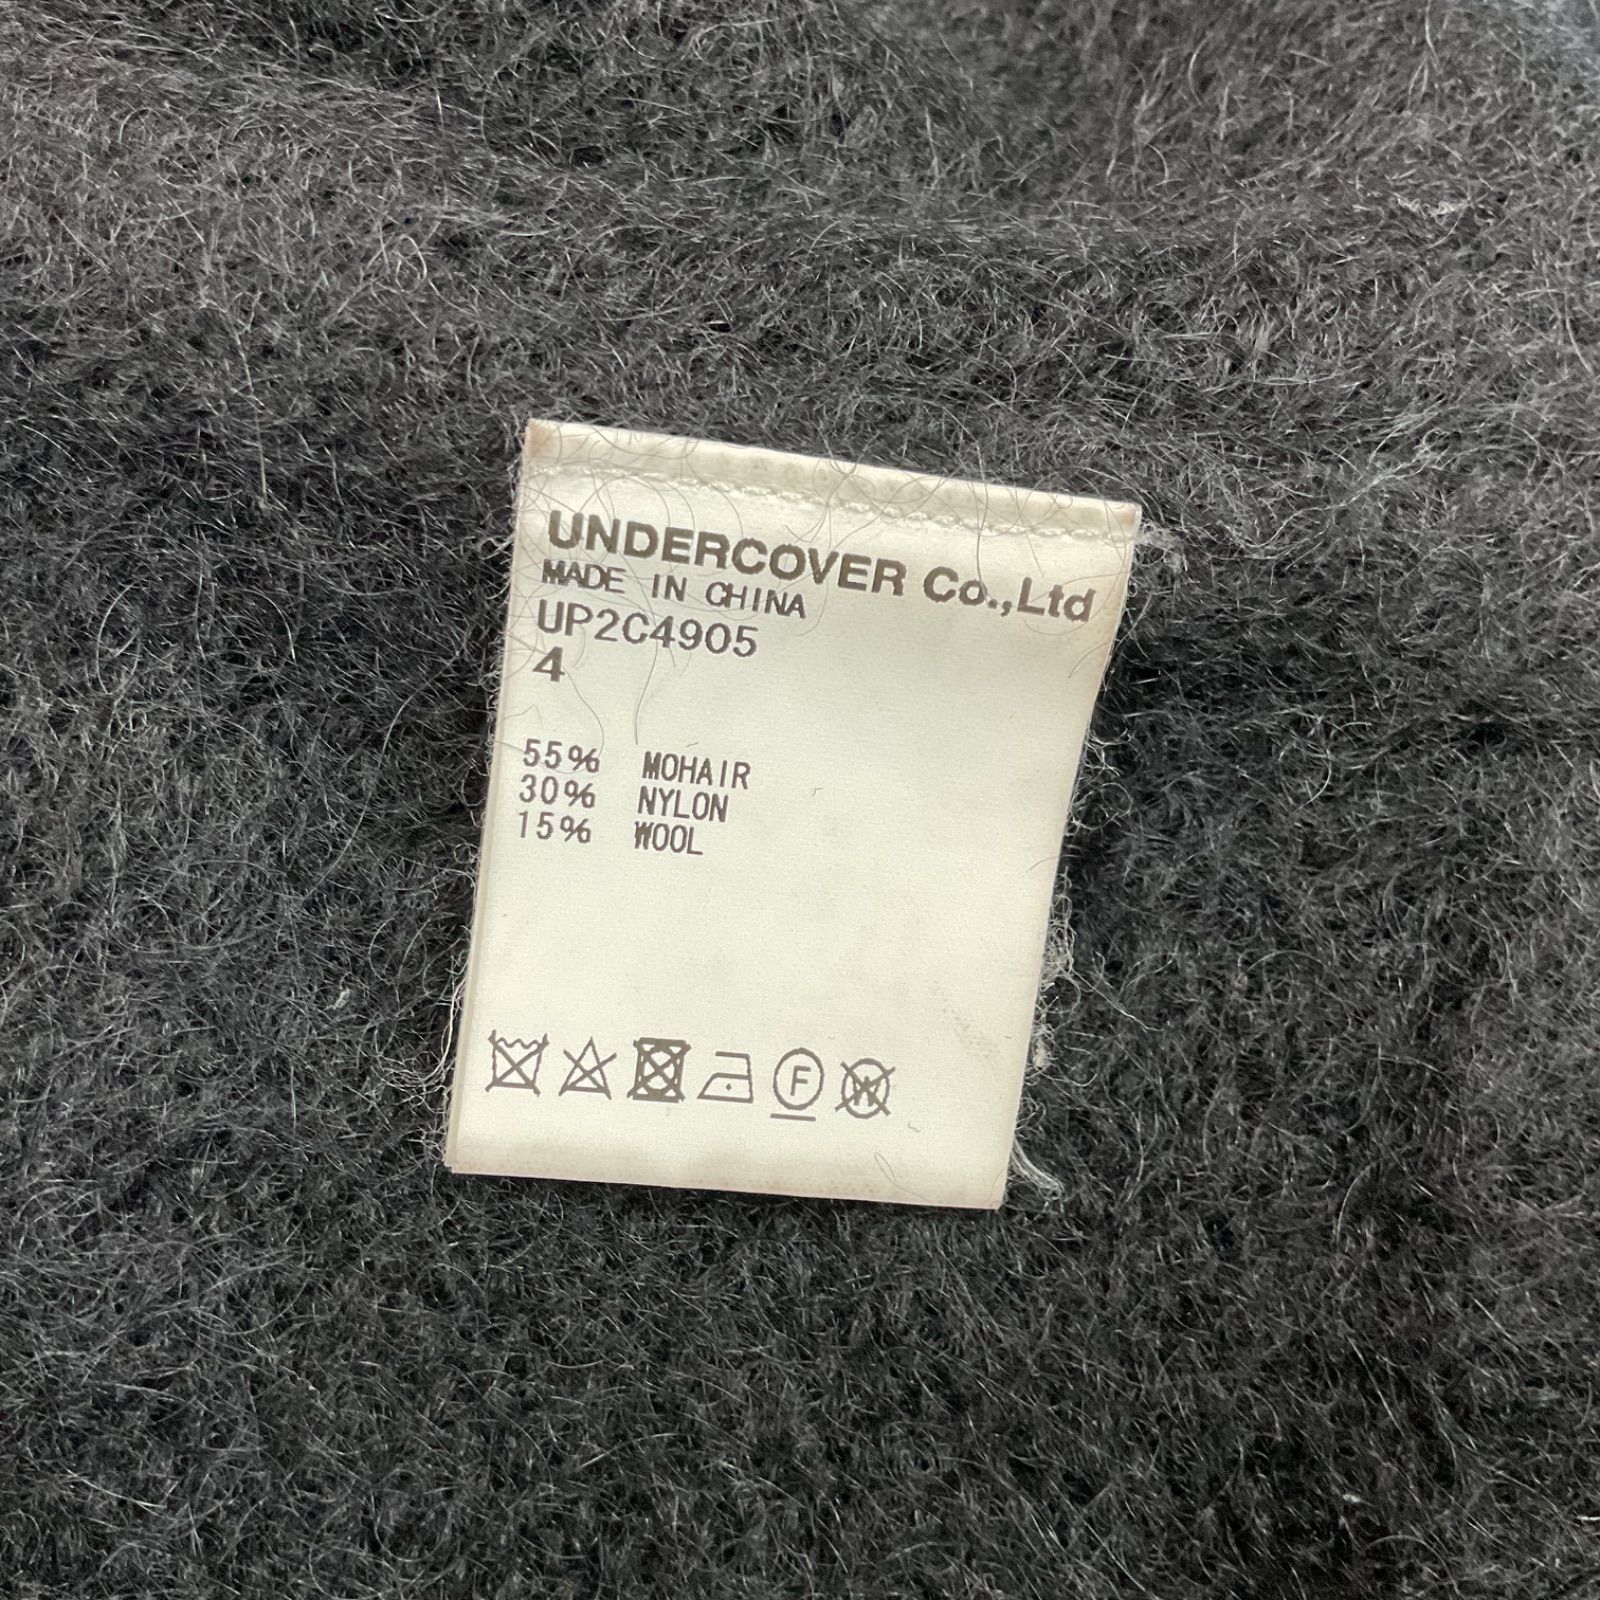 UNDERCOVER Co.,Ltd
MADE IN CHINA
UP2C4905
4
55% MOHAIR
30% NYLON
15% WOOL
F
W